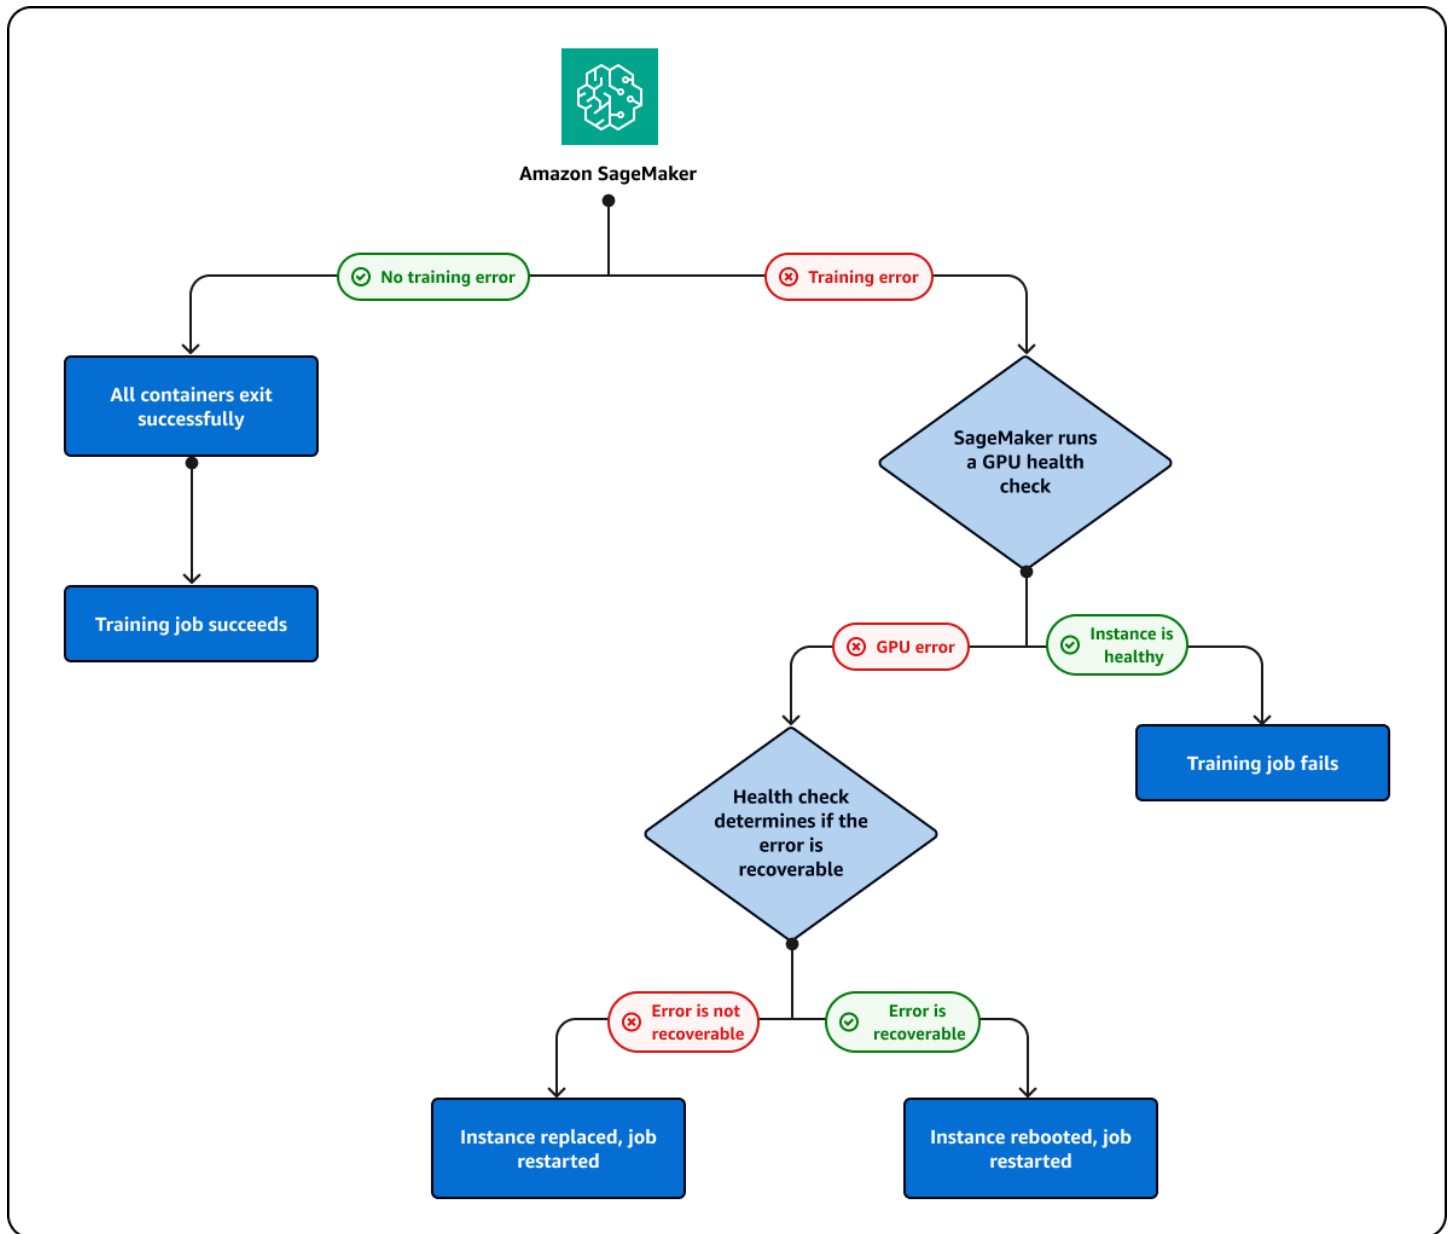 Amazon SageMaker
No training error
Training error
All containers exit
successfully
SageMaker runs
a GPU health
check
Training job succeeds
GPU error
Instance is
healthy
Training job fails
Health check
determines if the
error is
recoverable
Error is not
recoverable
Error is
recoverable
Instance replaced, job
restarted
Instance rebooted, job
restarted